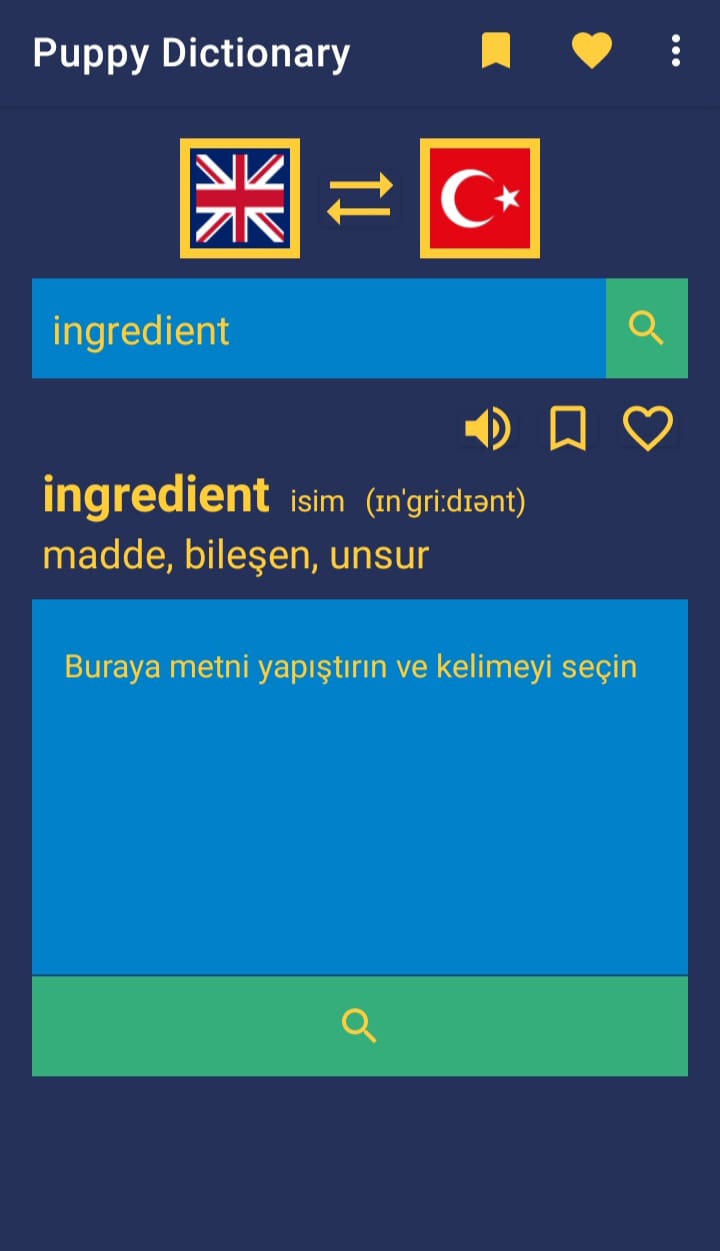 Puppy Dictionary
ingredient
ingredient isim (ɪn'gri:dɪənt)
madde, bileşen, unsur
Buraya metni yapıştırın ve kelimeyi seçin